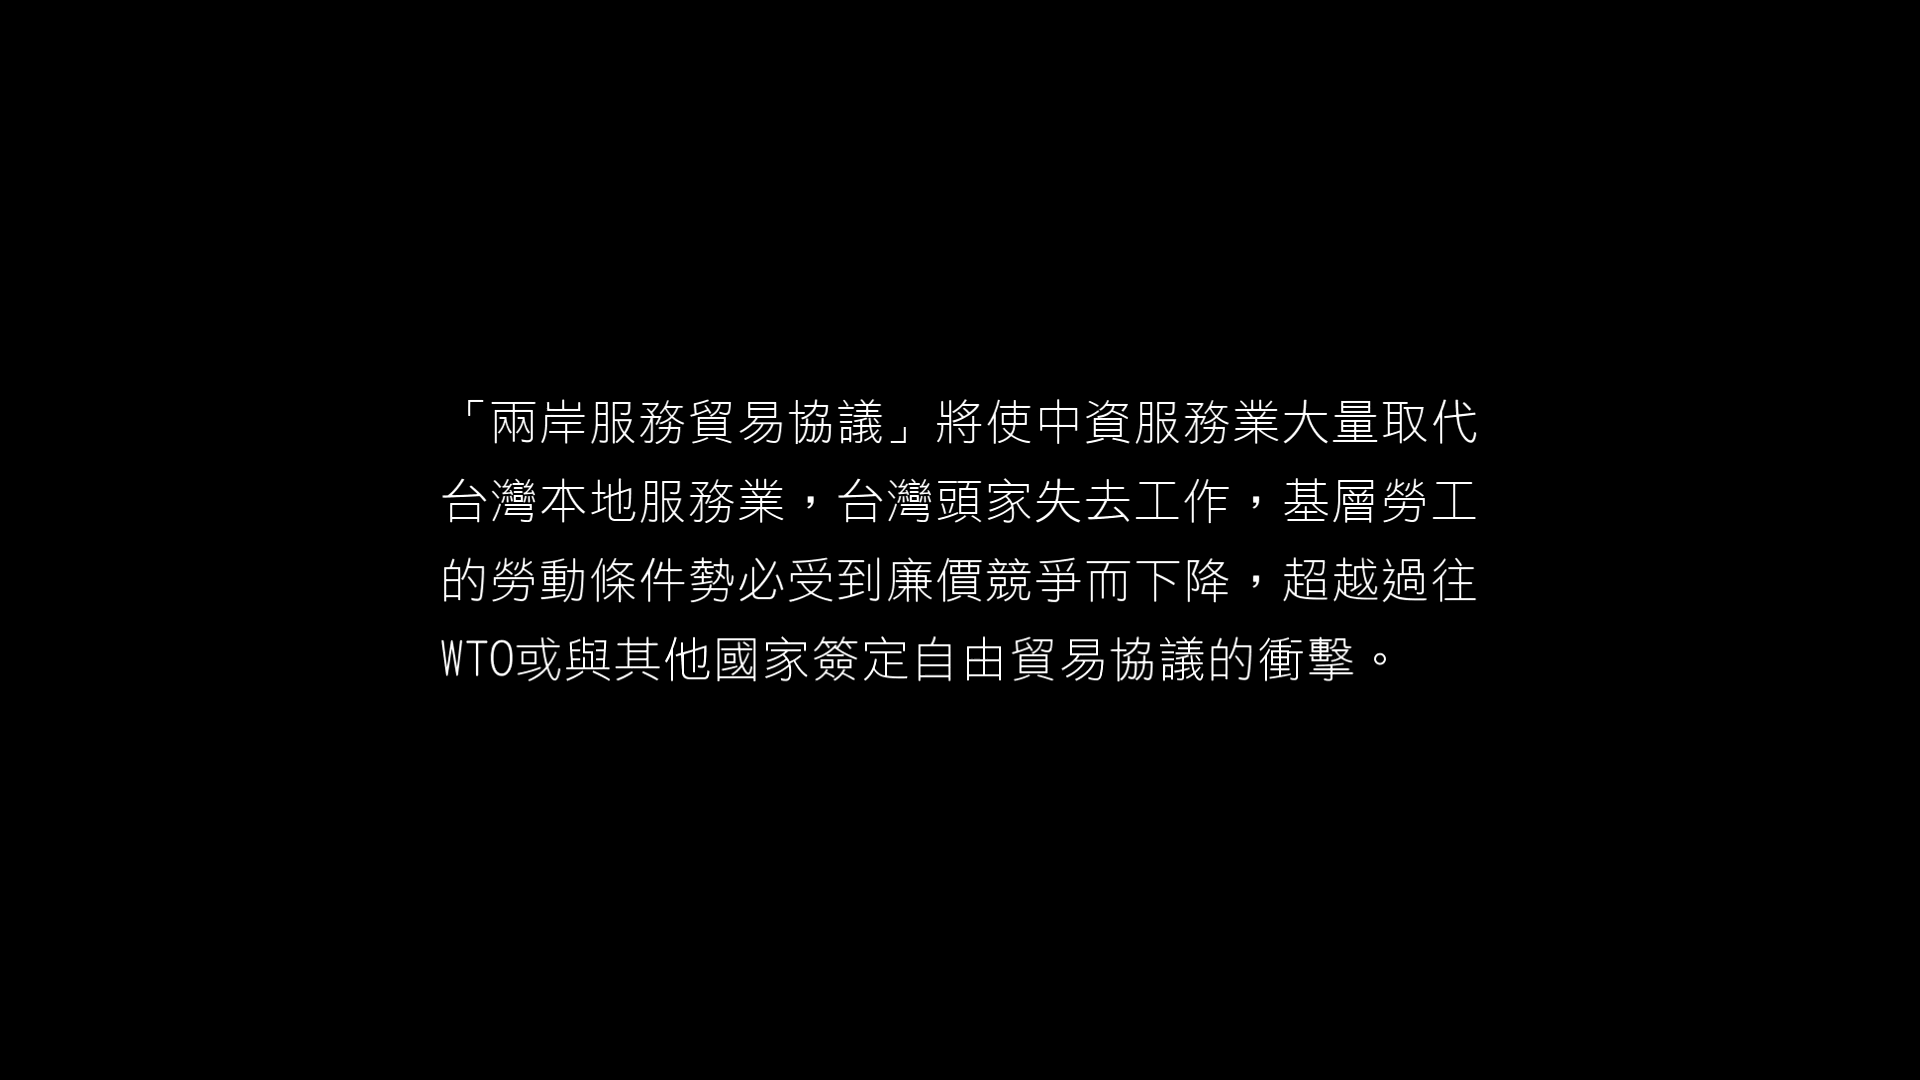 「兩岸服務貿易協議」將使中資服務業大量取代
台灣本地服務業，台灣頭家失去工作，基層勞工
的勞動條件勢必受到廉價競爭而下降，超越過往
WTO或與其他國家簽定自由貿易協議的衝擊。